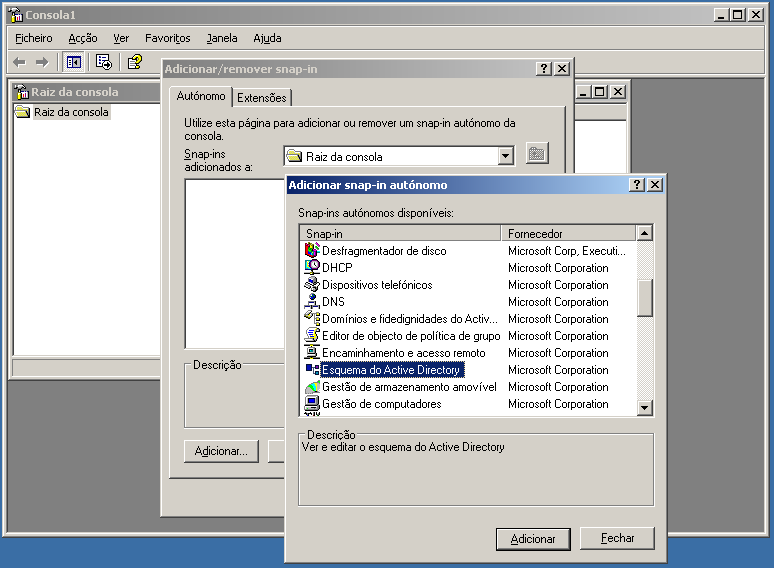 Consola1
Ficheiro Acção Ver Favoritos Janela Ajuda
Raiz da consola
Raiz da consola
Adicionar/remover snap-in
Autónomo Extensões
Utilize esta página para adicionar ou remover um snap-in autónomo da
consola.
Snap-ins
adicionados a:
Raiz da consola
Descrição
Adicionar...
Adicionar snap-in autónomo
Snap-ins autónomos disponíveis:
Snap-in Fornecedor
Desfragmentador de disco Microsoft Corp, Executi...
DHCP Microsoft Corporation
Dispositivos telefónicos Microsoft Corporation
DNS Microsoft Corporation
Domínios e fidedignidades do Activ... Microsoft Corporation
Editor de objecto de política de grupo Microsoft Corporation
Encaminhamento e acesso remoto Microsoft Corporation
Esquema do Active Directory Microsoft Corporation
Gestão de armazenamento amovível Microsoft Corporation
Gestão de computadores Microsoft Corporation
Descrição
Ver e editar o esquema do Active Directory
Adicionar Fechar